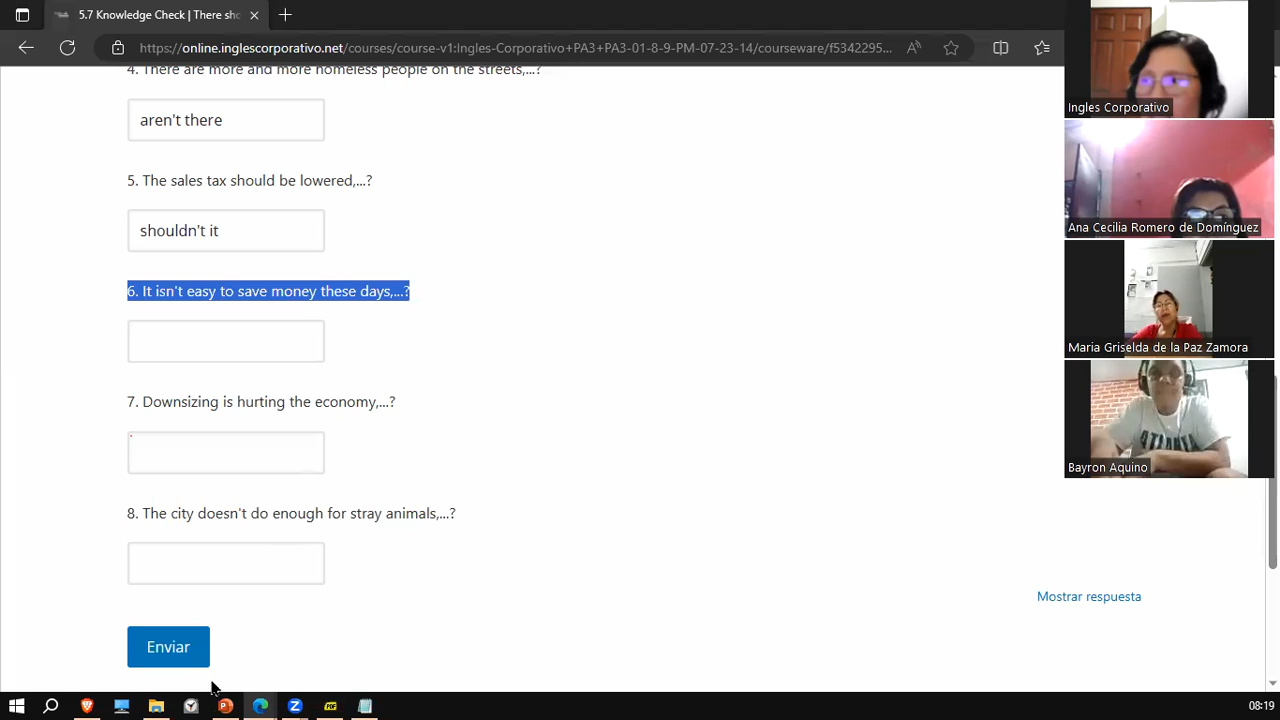 5.7 Knowledge Check | There sho
https://online.inglescorporativo.net/courses/course-v1:Ingles-Corporativo+PA3+PA3-01-8-9-PM-07-23-14/courseware/f5342295...
4. There are more and more homeless people on the streets,...?
aren't there
5. The sales tax should be lowered,...?
shouldn't it
6. It isn't easy to save money these days,...?
7. Downsizing is hurting the economy,...?
8. The city doesn't do enough for stray animals,...?
Mostrar respuesta
Enviar
Ingles Corporativo
Ana Cecilia Romero de Domínguez
Maria Griselda de la Paz Zamora
ATLANTA
Bayron Aquino
08:19